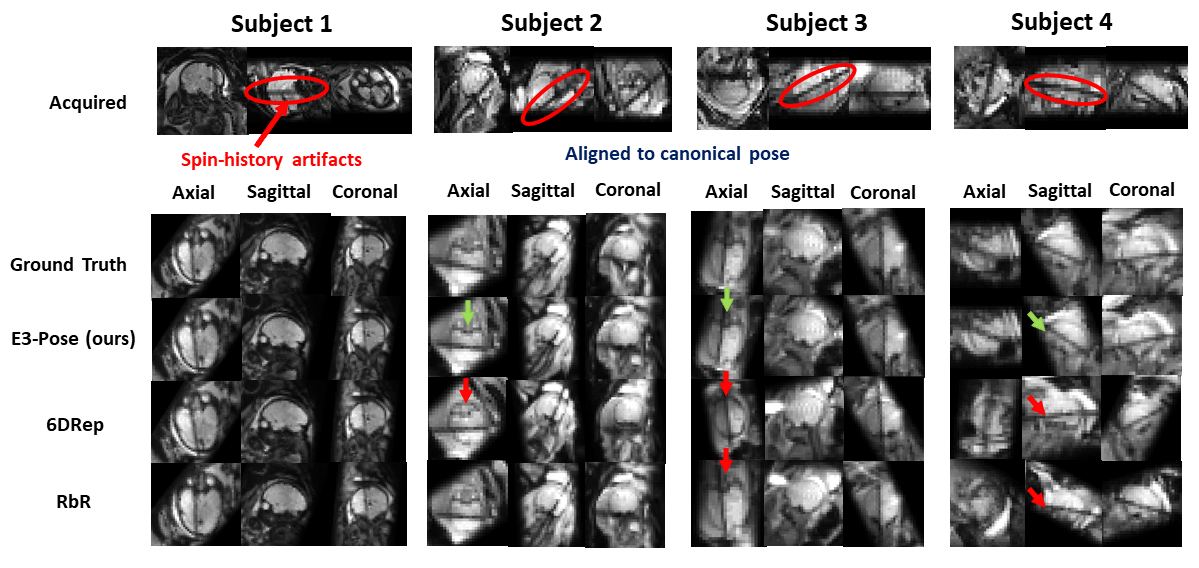 Subject 1 Subject 2 Subject 3 Subject 4
Acquired
Spin-history artifacts
Aligned to canonical pose
Axial Sagittal Coronal Axial Sagittal Coronal Axial Sagittal Coronal Axial Sagittal Coronal
Ground Truth
E3-Pose (ours)
6DRep
RbR